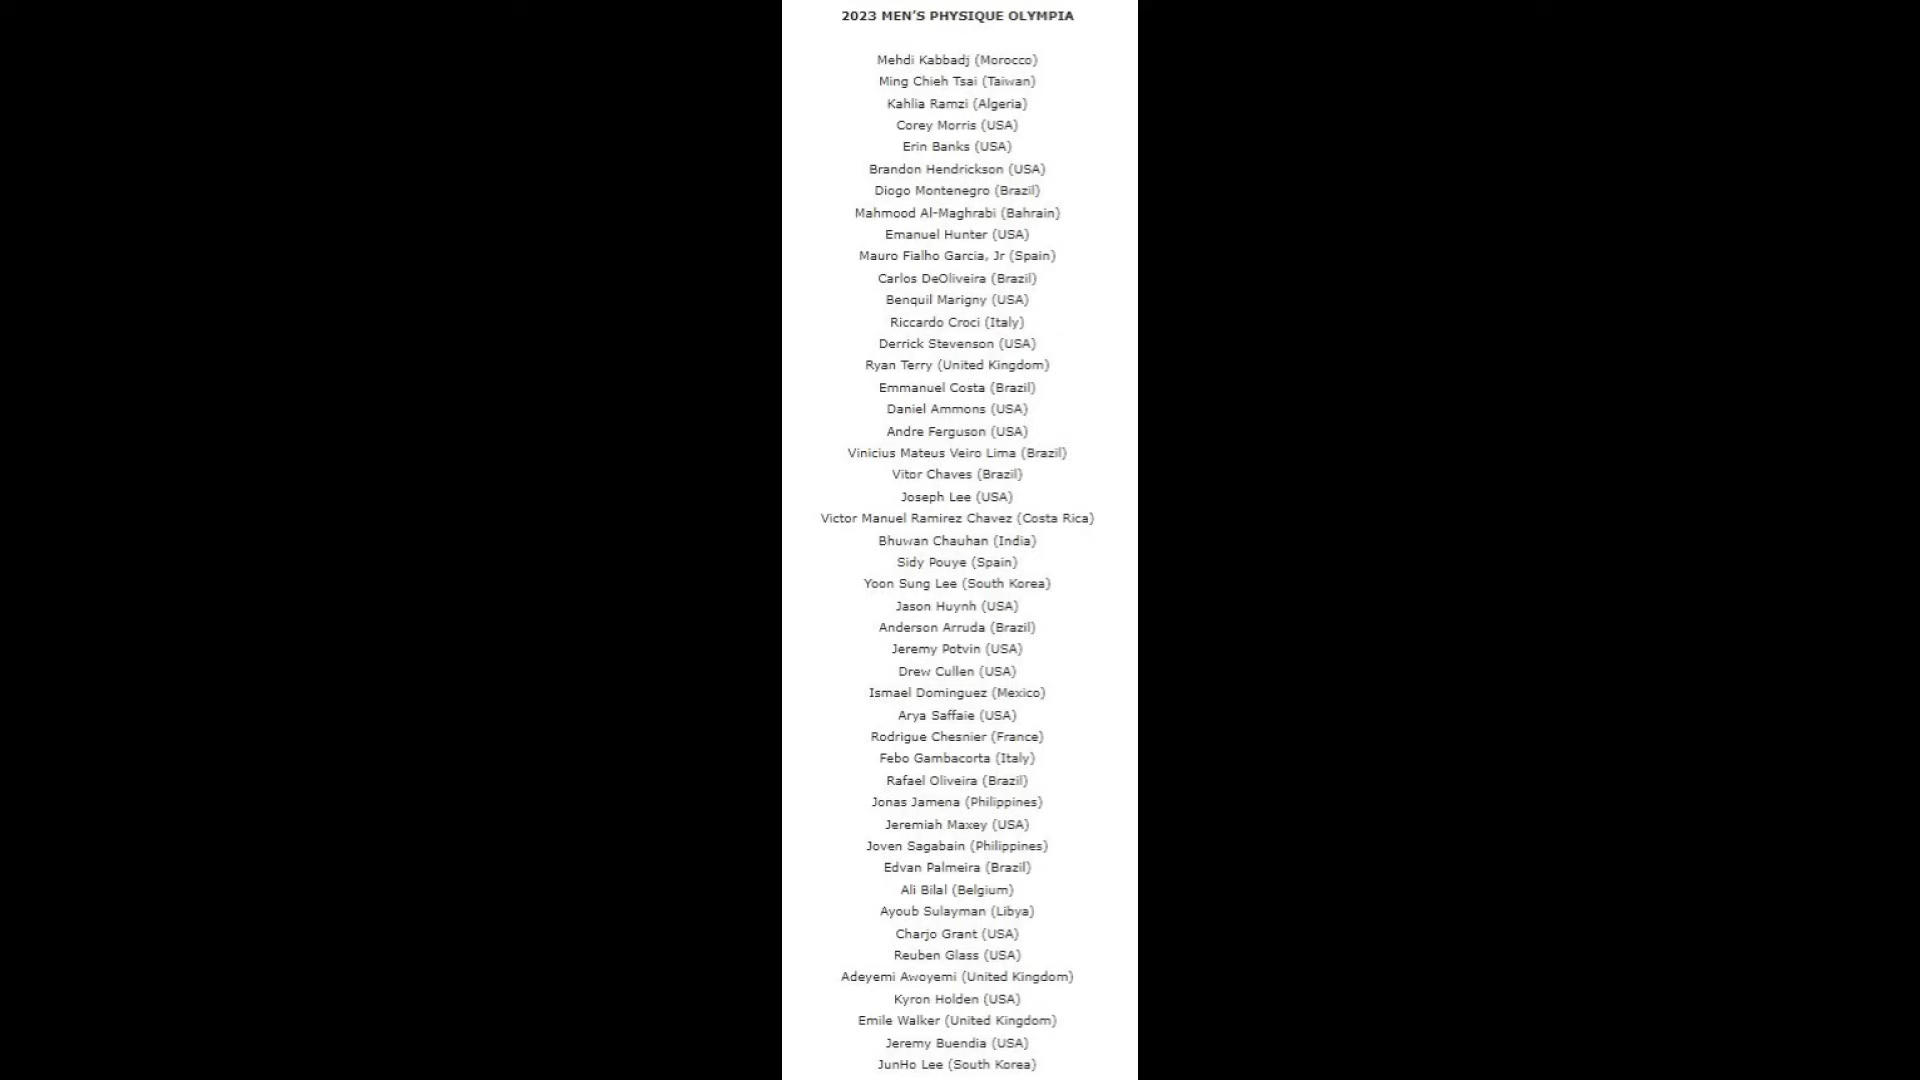 2023 MEN'S PHYSIQUE OLYMPIA
Mehdi Kabbadj (Morocco)
Ming Chieh Tsai (Taiwan)
Kahlia Ramzi (Algeria)
Corey Morris (USA)
Erin Banks (USA)
Brandon Hendrickson (USA)
Diogo Montenegro (Brazil)
Mahmood Al-Maghrabi (Bahrain)
Emanuel Hunter (USA)
Mauro Fialho Garcia, Jr (Spain)
Carlos DeOliveira (Brazil)
Benquil Marigny (USA)
Riccardo Croci (Italy)
Derrick Stevenson (USA)
Ryan Terry (United Kingdom)
Emmanuel Costa (Brazil)
Daniel Ammons (USA)
Andre Ferguson (USA)
Vinicius Mateus Veiro Lima (Brazil)
Vitor Chaves (Brazil)
Joseph Lee (USA)
Victor Manuel Ramirez Chavez (Costa Rica)
Bhuwan Chauhan (India)
Sidy Pouye (Spain)
Yoon Sung Lee (South Korea)
Jason Huynh (USA)
Anderson Arruda (Brazil)
Jeremy Potvin (USA)
Drew Cullen (USA)
Ismael Dominguez (Mexico)
Arya Saffaie (USA)
Rodrigue Chesnier (France)
Febo Gambacorta (Italy)
Rafael Oliveira (Brazil)
Jonas Jamena (Philippines)
Jeremiah Maxey (USA)
Joven Sagabain (Philippines)
Edvan Palmeira (Brazil)
Ali Bilal (Belgium)
Ayoub Sulayman (Libya)
Charjo Grant (USA)
Reuben Glass (USA)
Adeyemi Awoyemi (United Kingdom)
Kyron Holden (USA)
Emile Walker (United Kingdom)
Jeremy Buendia (USA)
JunHo Lee (South Korea)